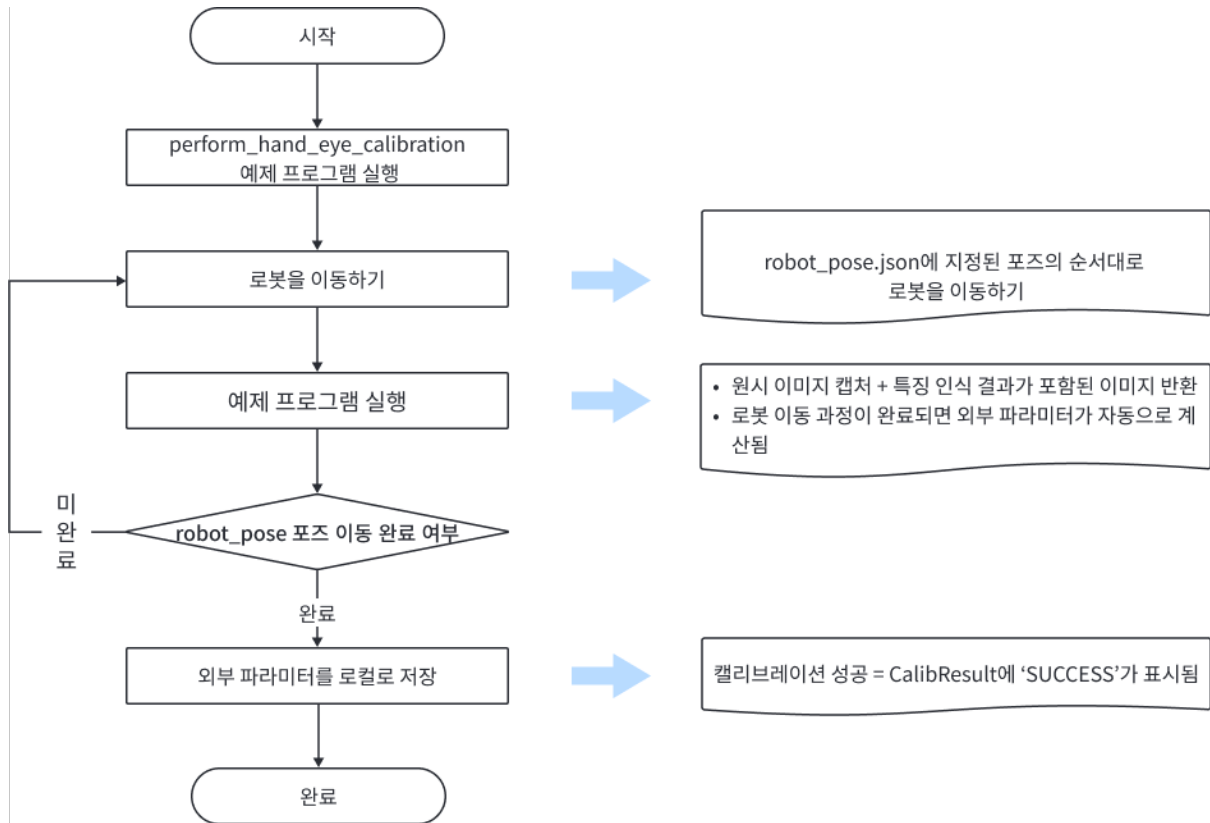 시작
perform_hand_eye_calibration
예제 프로그램 실행
로봇을 이동하기
robot_pose.json에 지정된 포즈의 순서대로
로봇을 이동하기
예제 프로그램 실행
• 원시 이미지 캡처 + 특징 인식 결과가 포함된 이미지 반환
• 로봇 이동 과정이 완료되면 외부 파라미터가 자동으로 계
산됨
미
완
료
robot_pose 포즈 이동 완료 여부
완료
외부 파라미터를 로컬로 저장
캘리브레이션 성공 = CalibResult에 ‘SUCCESS’가 표시됨
완료